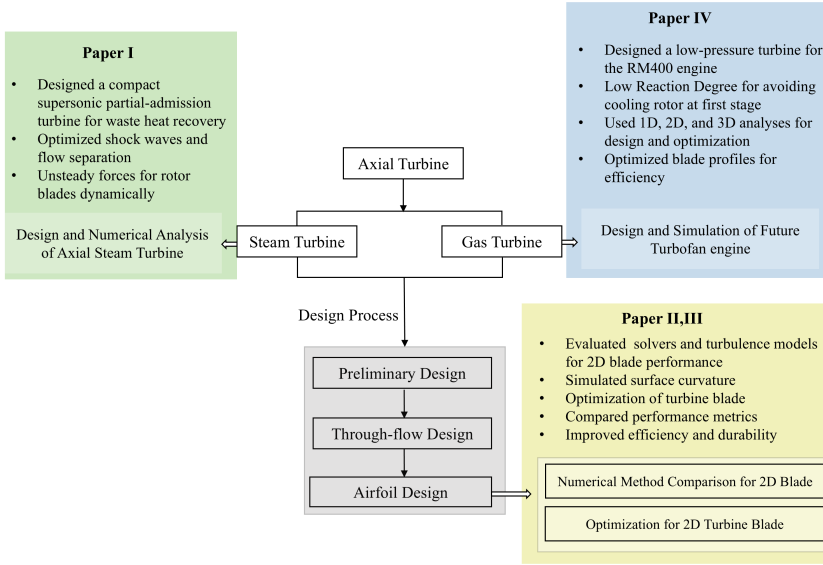 Paper I
• Designed a compact
supersonic partial-admission
turbine for waste heat recovery
• Optimized shock waves and
flow separation
• Unsteady forces for rotor
blades dynamically
Design and Numerical Analysis
of Axial Steam Turbine
Paper IV
• Designed a low-pressure turbine for
the RM400 engine
• Low Reaction Degree for avoiding
cooling rotor at first stage
• Used 1D, 2D, and 3D analyses for
design and optimization
• Optimized blade profiles for
efficiency
Design and Simulation of Future
Turbofan engine
Axial Turbine
Steam Turbine
Gas Turbine
Design Process
Preliminary Design
Through-flow Design
Airfoil Design
Paper II,III
• Evaluated solvers and turbulence models
for 2D blade performance
• Simulated surface curvature
• Optimization of turbine blade
• Compared performance metrics
• Improved efficiency and durability
Numerical Method Comparison for 2D Blade
Optimization for 2D Turbine Blade